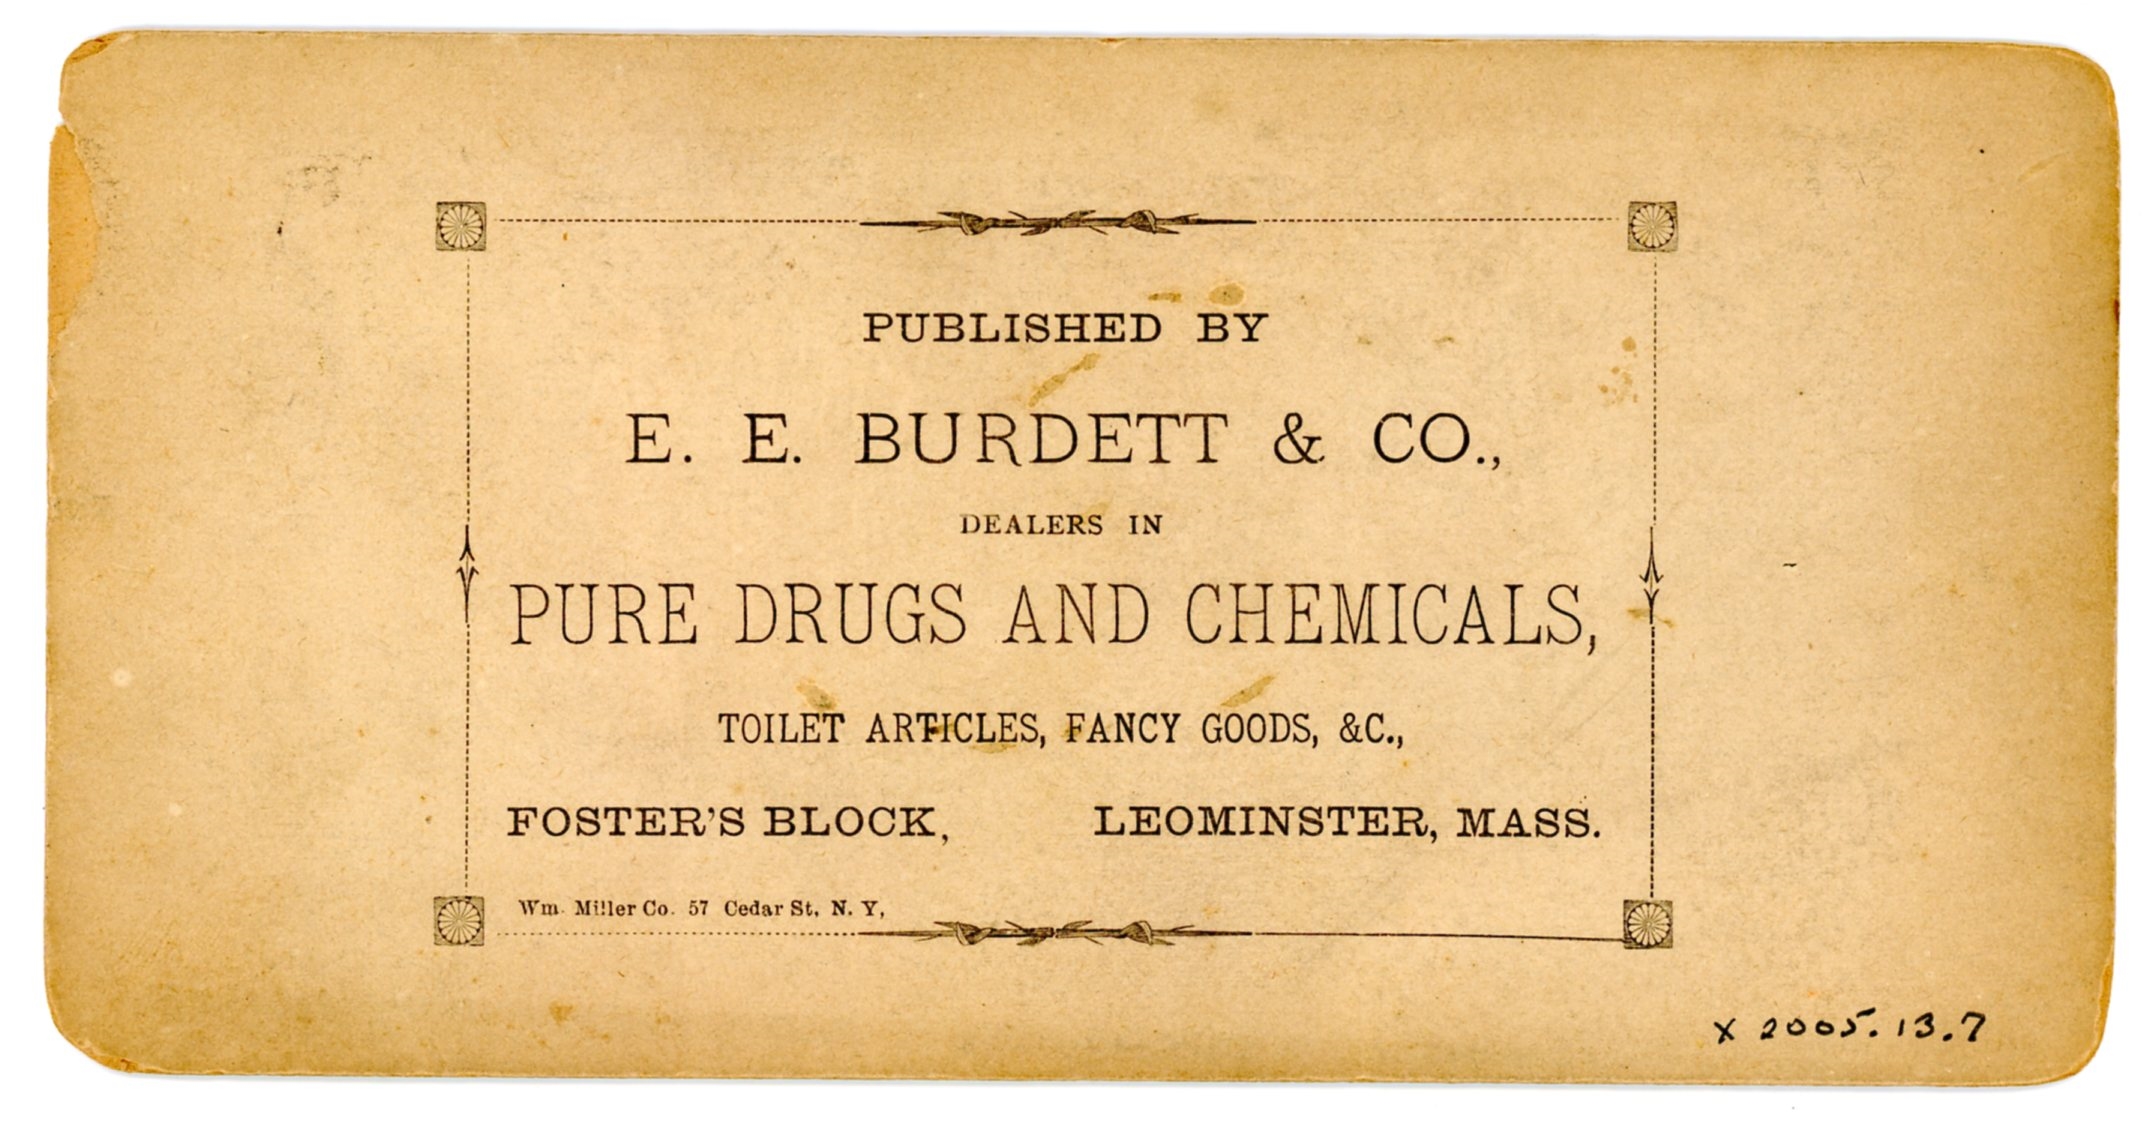 PUBLISHED BY
E. E. BURDETT & CO.,
DEALERS IN
PURE DRUGS AND CHEMICALS,
TOILET ARTICLES, FANCY GOODS, &C.,
FOSTER'S BLOCK, LEOMINSTER, MASS.
Wm. Miller Co. 57 Cedar St. N. Y,
X 2005.13.7